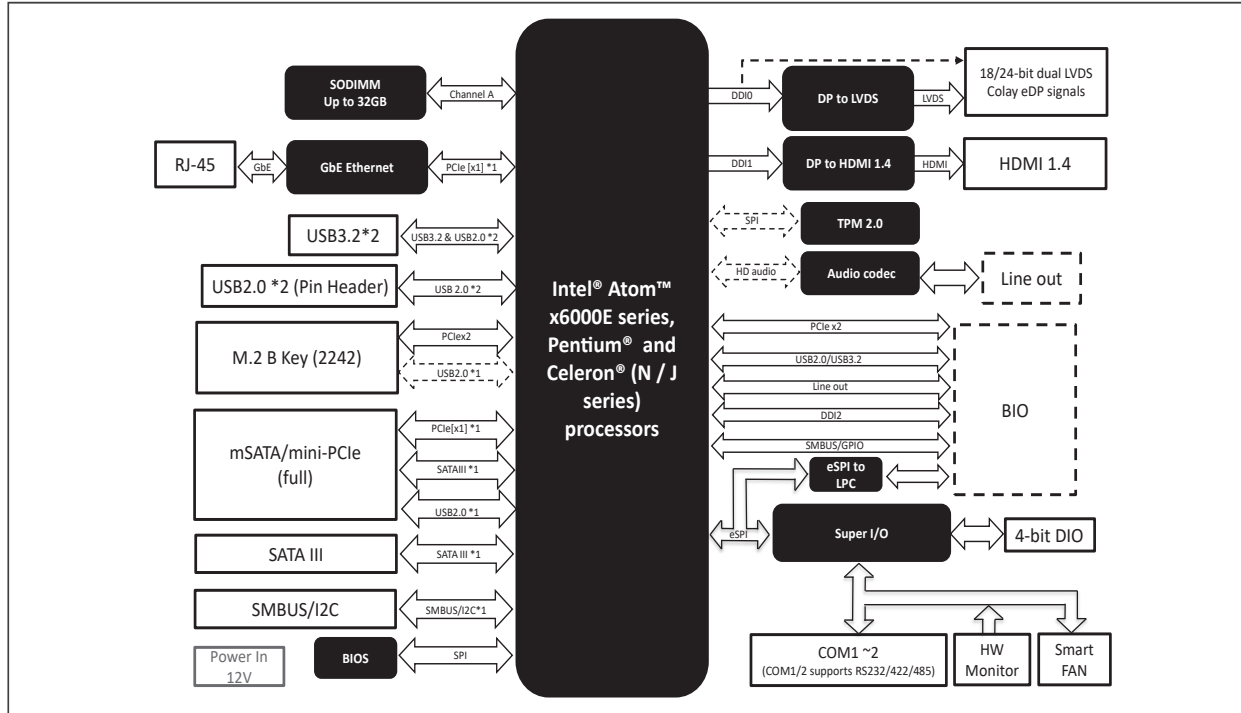 SODIMM
Up to 32GB
Channel A
RJ-45
GbE
GbE Ethernet
PCIe [x1] *1
USB3.2*2
USB3.2 & USB2.0 *2
USB2.0 *2 (Pin Header)
USB 2.0 *2
M.2 B Key (2242)
PCIex2
USB2.0 *1
mSATA/mini-PCIe
(full)
PCIe[x1] *1
SATAIII *1
USB2.0 *1
SATA III
SATA III *1
SMBUS/I2C
SMBUS/I2C*1
Power In
12V
BIOS
SPI
Intel® Atom™
x6000E series,
Pentium® and
Celeron® (N / J
series)
processors
DDI0
DP to LVDS
LVDS
18/24-bit dual LVDS
Colay eDP signals
DDI1
DP to HDMI 1.4
HDMI
HDMI 1.4
SPI
TPM 2.0
HD audio
Audio codec
Line out
PCIe x2
USB2.0/USB3.2
Line out
DDI2
SMBUS/GPIO
BIO
eSPI to
LPC
eSPI
Super I/O
4-bit DIO
COM1 ~2
(COM1/2 supports RS232/422/485)
HW
Monitor
Smart
FAN